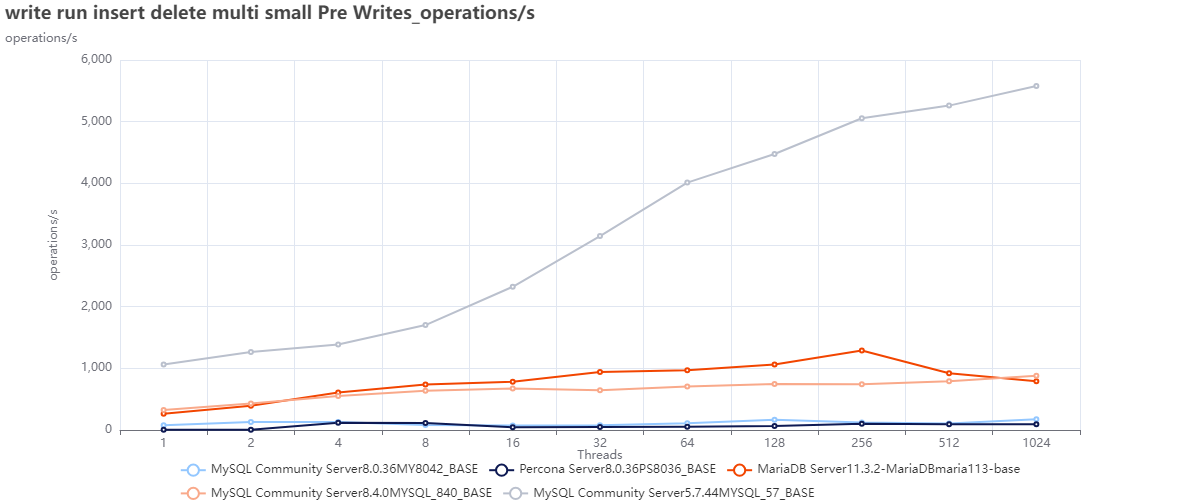 write run insert delete multi small Pre Writes_operations/s
operations/s
6,000
5,000
4,000
3,000
2,000
1,000
0
operations/s
1 2 4 8 16 32 64 128 256 512 1024
Threads
MySQL Community Server8.0.36MY8042_BASE Percona Server8.0.36PS8036_BASE MariaDB Server11.3.2-MariaDBmaria113-base
MySQL Community Server8.4.0MYSQL_840_BASE MySQL Community Server5.7.44MYSQL_57_BASE